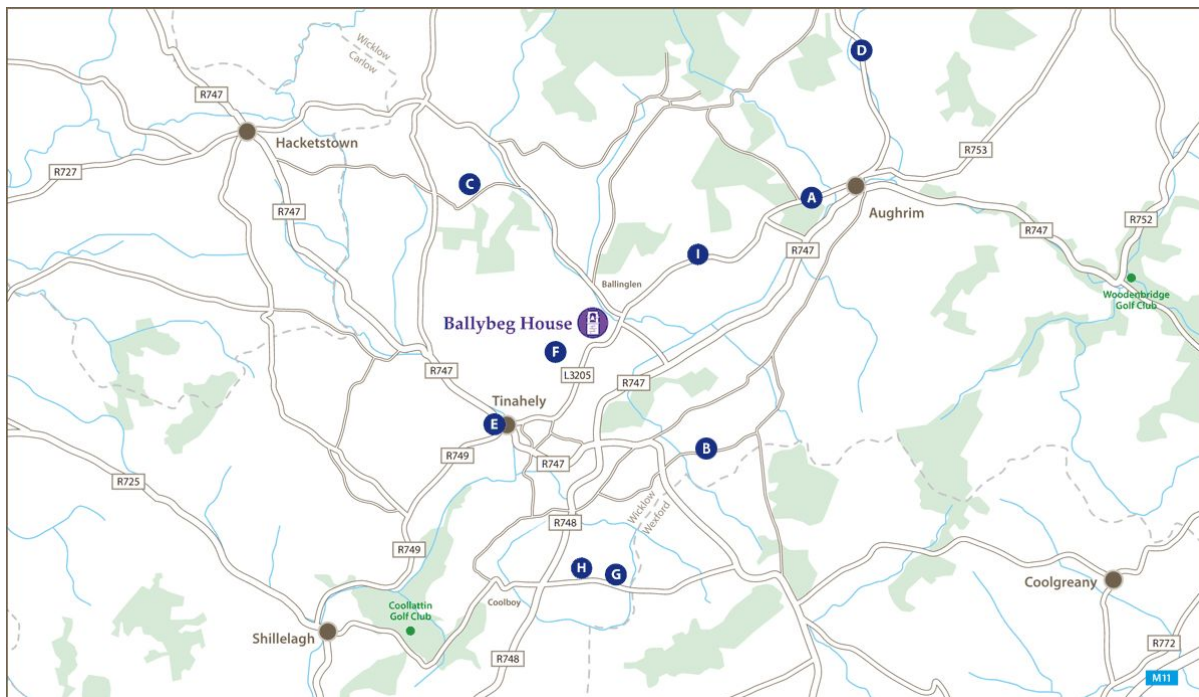 Wicklow
Carlow
D
R747
Hacketstown
R753
R727
C
A
Aughrim
R747
R752
R747
R747
I
Ballinglen
Woodenbridge
Golf Club
Ballybeg House
A
F
R747
L3205
R747
Tinahely
E
B
R749
R747
R725
Wicklow
Wexford
R748
R749
H
G
Coolgreany
Coollattin
Golf Club
Coolboy
Shillelagh
R748
R772
M11